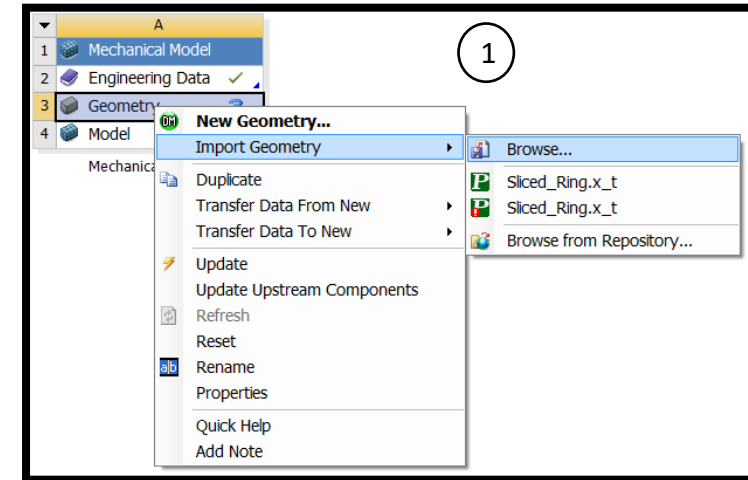 A
1
1 Mechanical Model
2 Engineering Data
3 Geometry
4 Model
DM New Geometry...
Import Geometry
Browse...
Mechanica
Duplicate
P Sliced_Ring.x_t
Transfer Data From New
P Sliced_Ring.x_t
Transfer Data To New
Browse from Repository...
Update
Update Upstream Components
Refresh
Reset
a|b Rename
Properties
Quick Help
Add Note